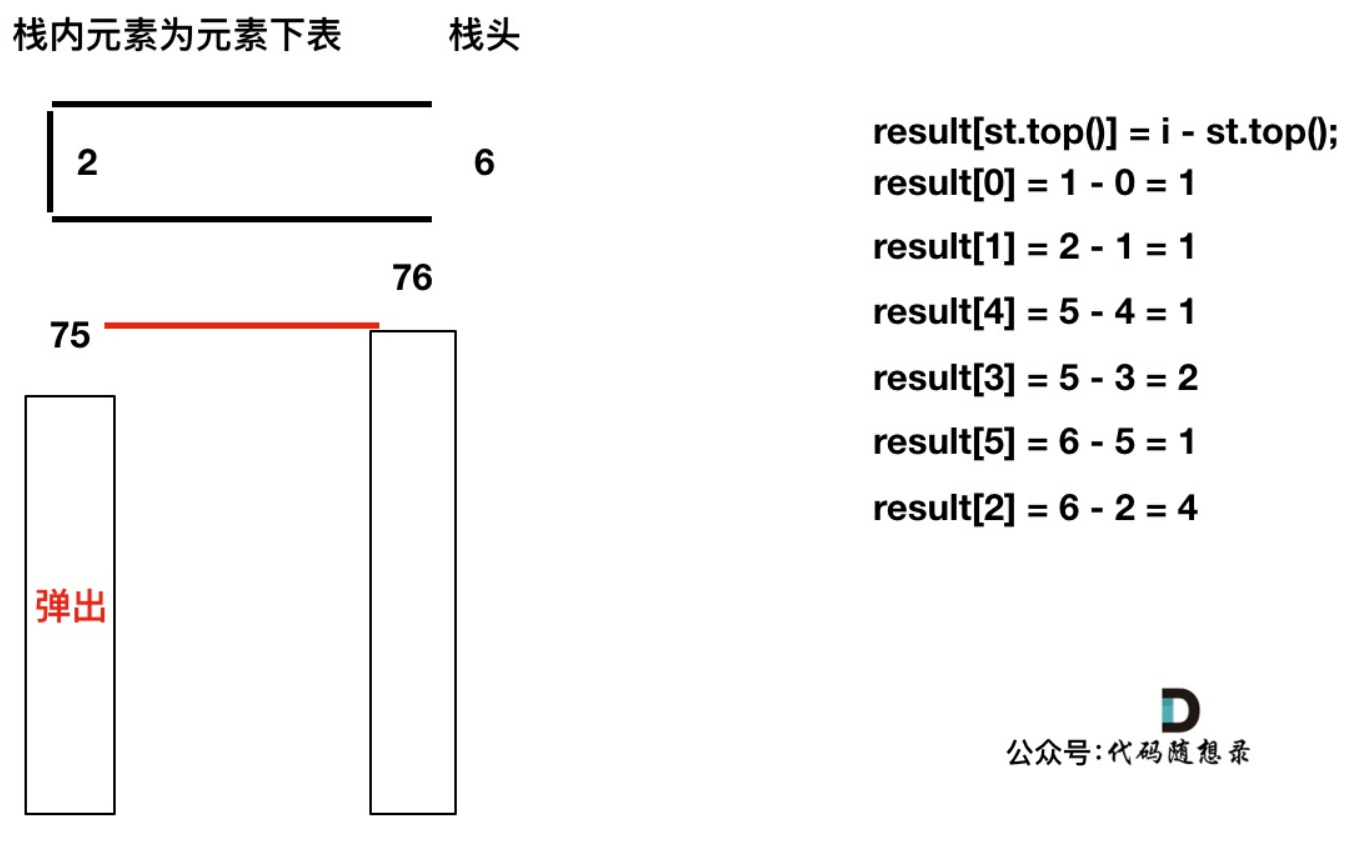 栈内元素为元素下表 栈头
2 6
76
75
弹出
result[st.top()] = i - st.top();
result[0] = 1 - 0 = 1
result[1] = 2 - 1 = 1
result[4] = 5 - 4 = 1
result[3] = 5 - 3 = 2
result[5] = 6 - 5 = 1
result[2] = 6 - 2 = 4
公众号:代码随想录